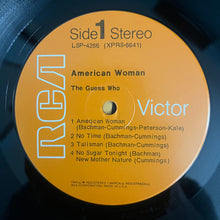 Side 1 Stereo
LSP-4266 (XPRS-6641)
American Woman
The Guess Who
RCA
Victor
1 American Woman
(Bachman-Cummings-Peterson-Kale)
2 No Time (Bachman-Cummings)
3 Talisman (Bachman-Cummings)
4 No Sugar Tonight (Bachman)
New Mother Nature (Cummings)